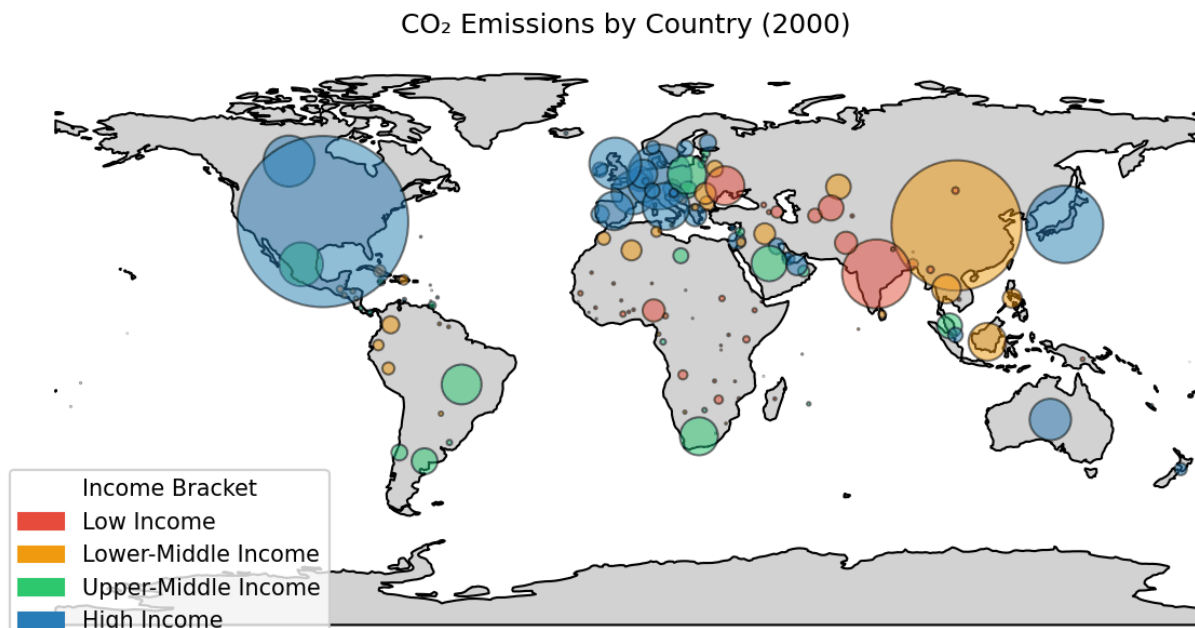 CO₂ Emissions by Country (2000)
Income Bracket
Low Income
Lower-Middle Income
Upper-Middle Income
High Income